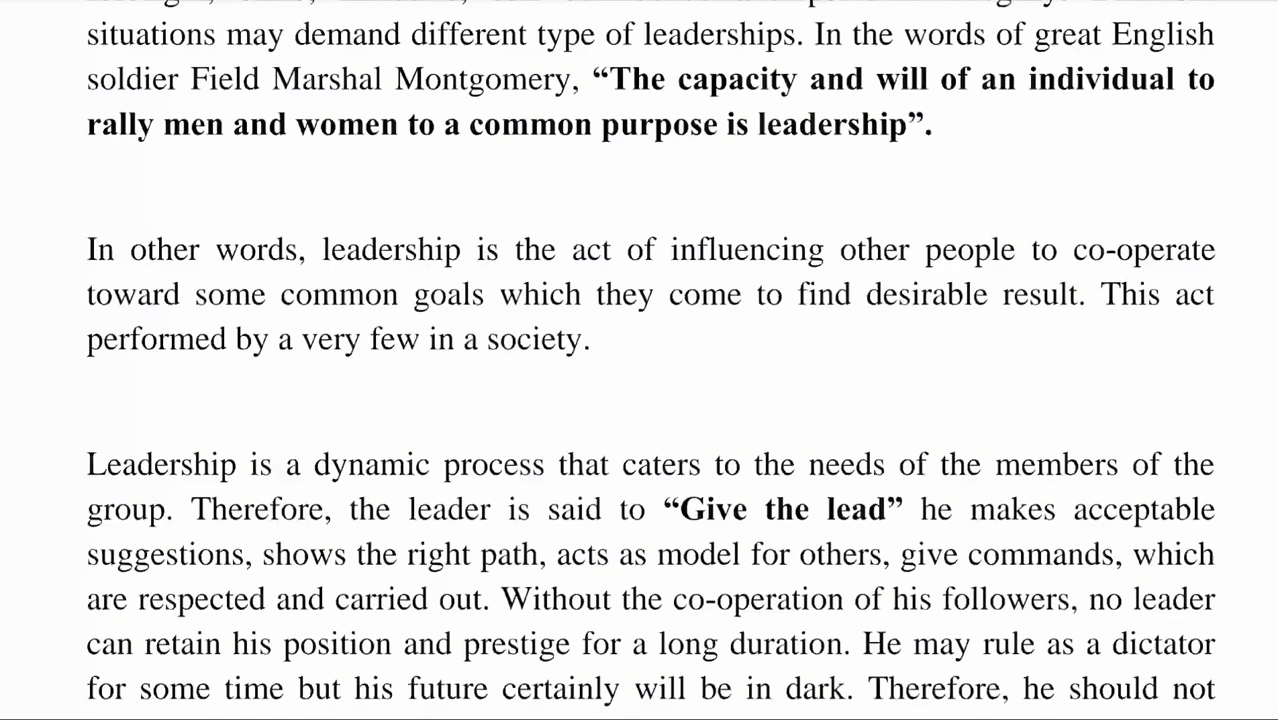 situations may demand different type of leaderships. In the words of great English
soldier Field Marshal Montgomery, “The capacity and will of an individual to
rally men and women to a common purpose is leadership”.
In other words, leadership is the act of influencing other people to co-operate
toward some common goals which they come to find desirable result. This act
performed by a very few in a society.
Leadership is a dynamic process that caters to the needs of the members of the
group. Therefore, the leader is said to “Give the lead” he makes acceptable
suggestions, shows the right path, acts as model for others, give commands, which
are respected and carried out. Without the co-operation of his followers, no leader
can retain his position and prestige for a long duration. He may rule as a dictator
for some time but his future certainly will be in dark. Therefore, he should not